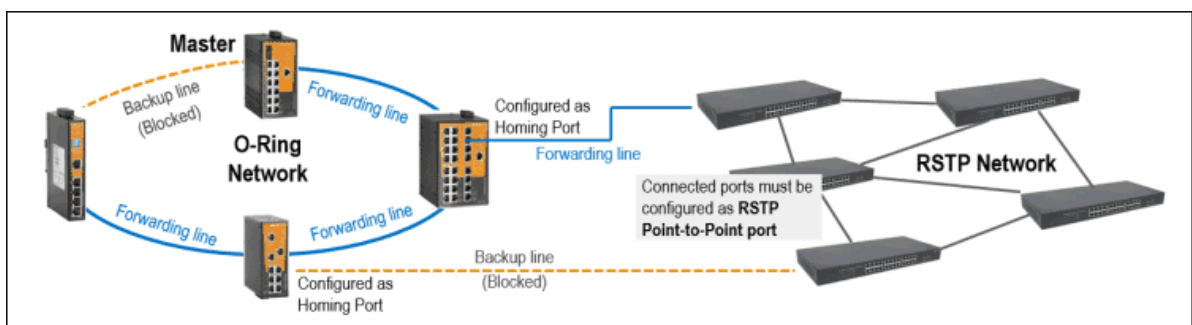 Master
Backup line
(Blocked)
Forwarding line
O-Ring
Network
Configured as
Homing Port
Forwarding line
RSTP Network
Connected ports must be
configured as RSTP
Point-to-Point port
Forwarding line
Forwarding line
Configured as
Homing Port
Backup line
(Blocked)